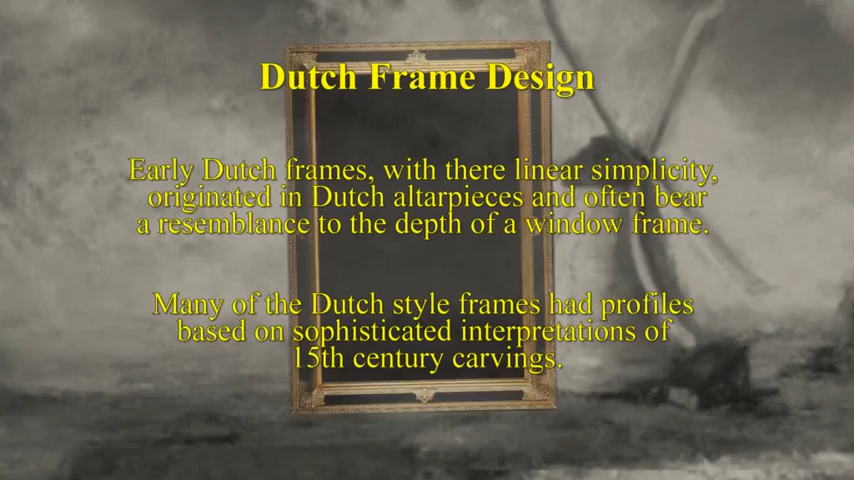 Dutch Frame Design
Early Dutch frames, with there linear simplicity,
originated in Dutch altarpieces and often bear
a resemblance to the depth of a window frame.
Many of the Dutch style frames had profiles
based on sophisticated interpretations of
15th century carvings.